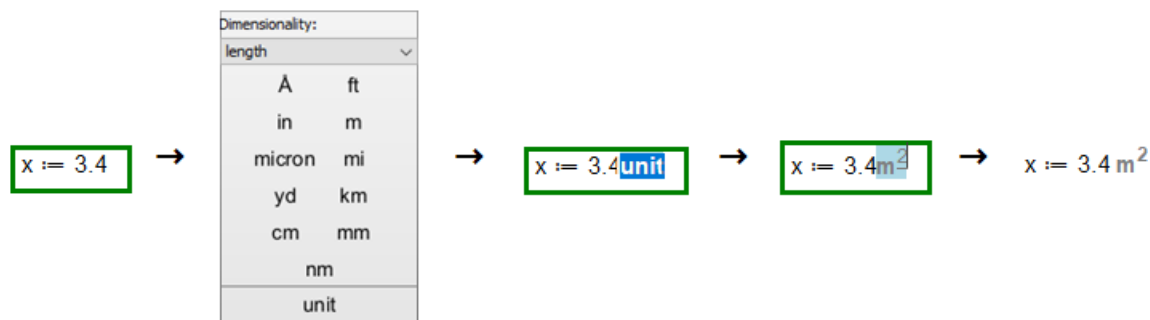 x := 3.4
→
Dimensionality:
length
Å ft
in m
micron mi
yd km
cm mm
nm
unit
→
x := 3.4unit
→
x := 3.4m²
→
x := 3.4 m²